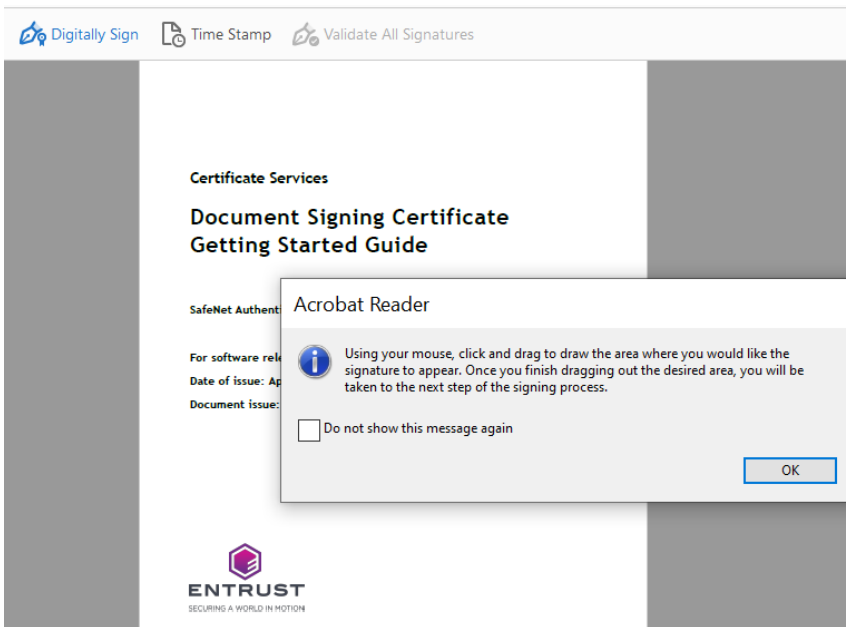 Digitally Sign Time Stamp Validate All Signatures
Certificate Services
Document Signing Certificate
Getting Started Guide
SafeNet
For software
Date of issue:
Document issue:
Acrobat Reader
Using your mouse, click and drag to draw the area where you would like the
signature to appear. Once you finish dragging out the desired area, you will be
taken to the next step of the signing process.
Do not show this message again
OK
ENTRUST
SECURING A WORLD IN MOTION